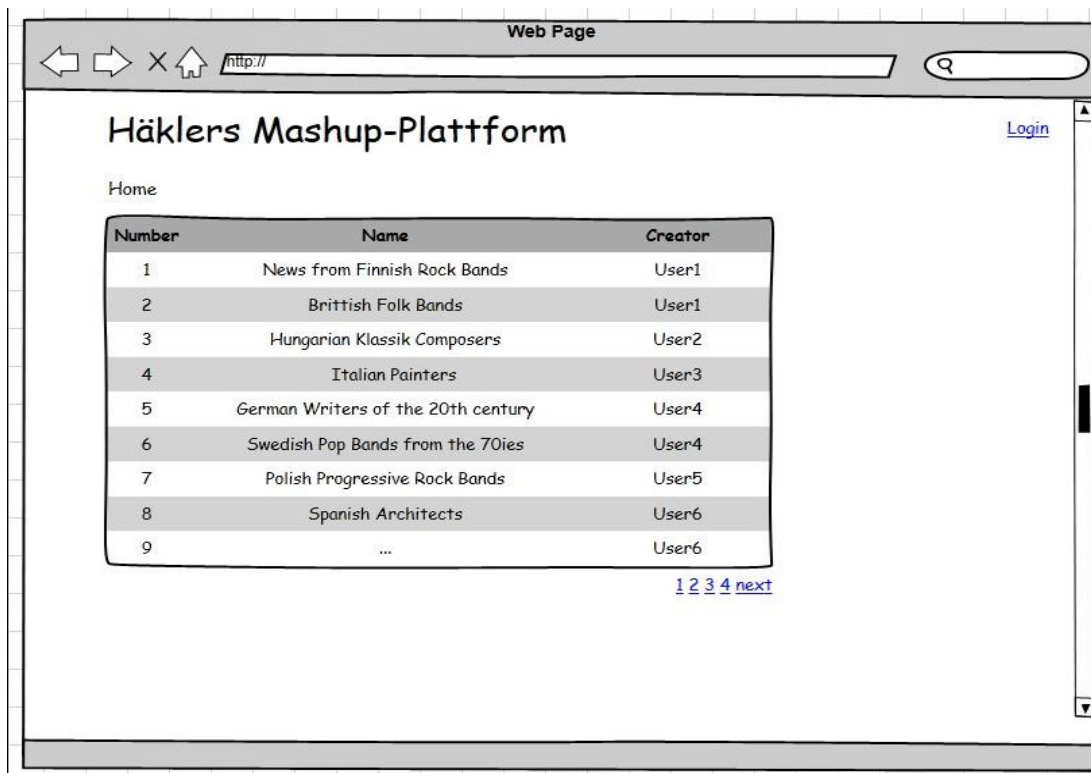 Web Page
http://
Häklers Mashup-Plattform
Login
Home
Number Name Creator
1 News from Finnish Rock Bands User1
2 Brittish Folk Bands User1
3 Hungarian Klassik Composers User2
4 Italian Painters User3
5 German Writers of the 20th century User4
6 Swedish Pop Bands from the 70ies User4
7 Polish Progressive Rock Bands User5
8 Spanish Architects User6
9 ... User6
1 2 3 4 next